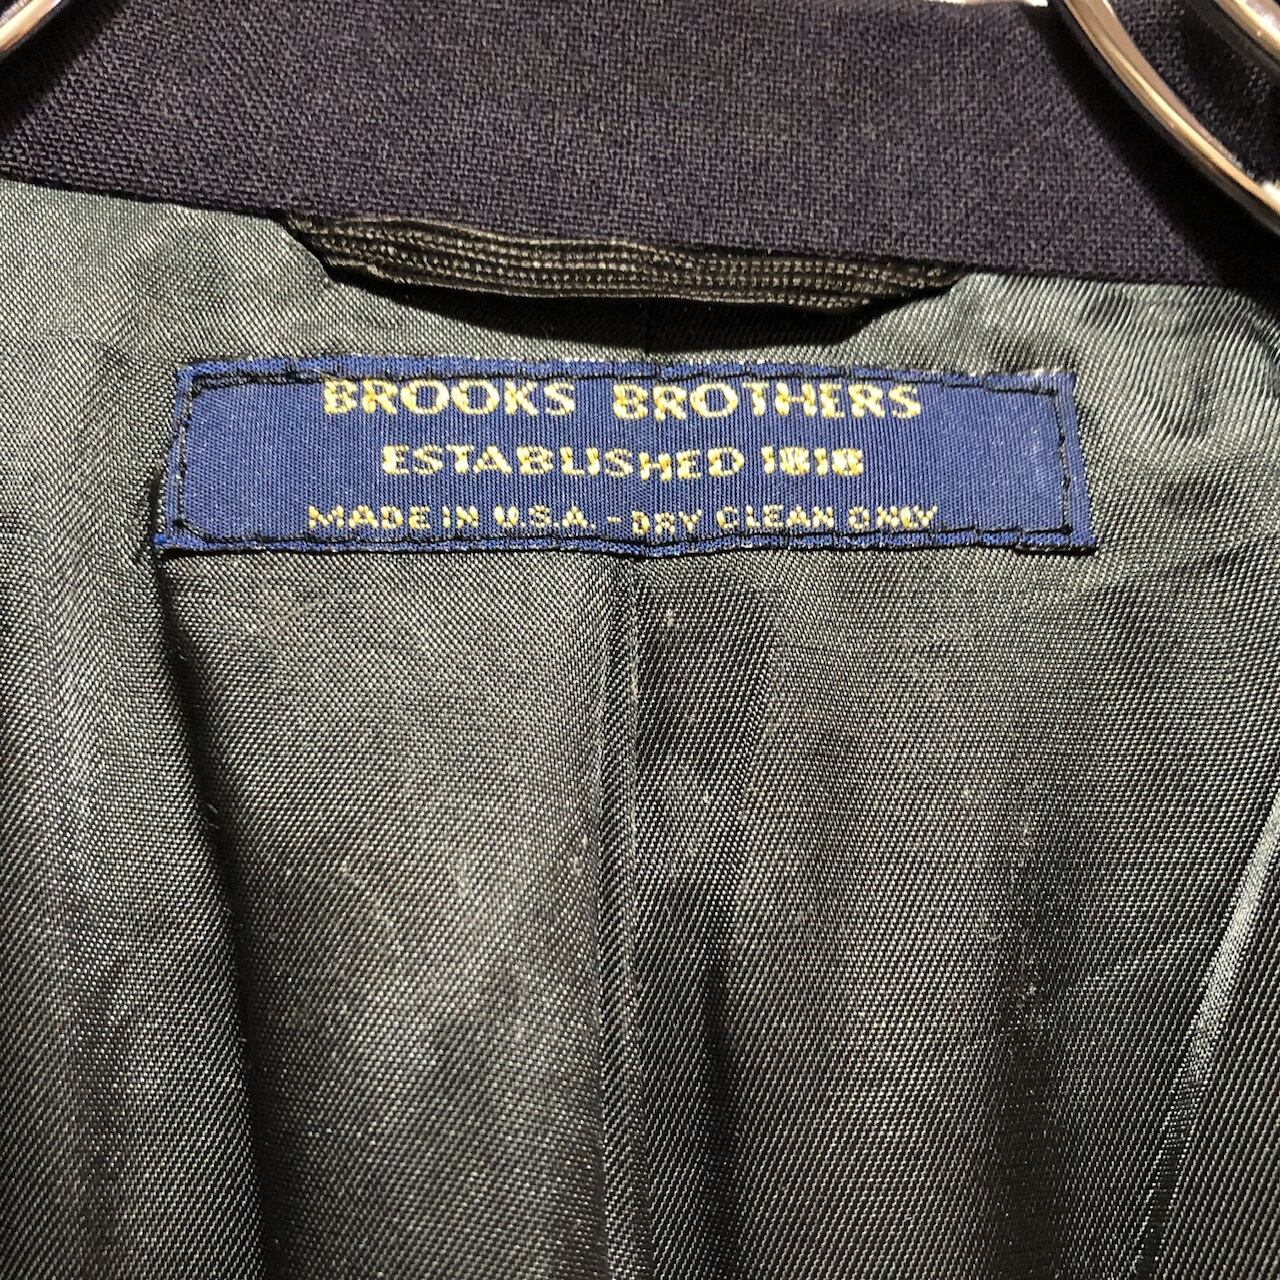 BROOKS BROTHERS
ESTABLISHED 1818
MADE IN U.S.A. - DRY CLEAN ONLY